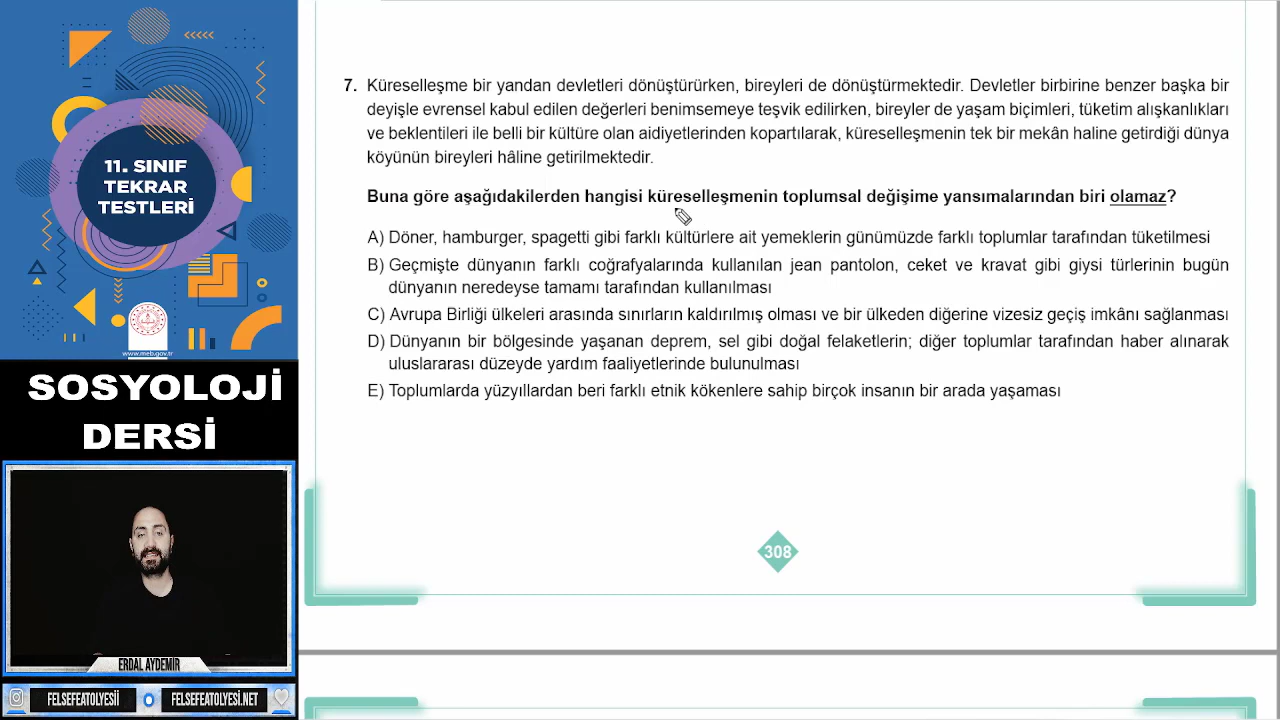 11. SINIF
TEKRAR
TESTLERİ
www.meb.gov.tr
SOSYOLOJİ
DERSİ
ERDAL AYDEMİR
FELSEFEATOLYESİİ
FELSEFEATOLYESİ.NET
7. Küreselleşme bir yandan devletleri dönüştürürken, bireyleri de dönüştürmektedir. Devletler birbirine benzer başka bir
deyişle evrensel kabul edilen değerleri benimsemeye teşvik edilirken, bireyler de yaşam biçimleri, tüketim alışkanlıkları
ve beklentileri ile belli bir kültüre olan aidiyetlerinden kopartılarak, küreselleşmenin tek bir mekân haline getirdiği dünya
köyünün bireyleri hâline getirilmektedir.
Buna göre aşağıdakilerden hangisi küreselleşmenin toplumsal değişime yansımalarından biri olamaz?
A) Döner, hamburger, spagetti gibi farklı kültürlere ait yemeklerin günümüzde farklı toplumlar tarafından tüketilmesi
B) Geçmişte dünyanın farklı coğrafyalarında kullanılan jean pantolon, ceket ve kravat gibi giysi türlerinin bugün
dünyanın neredeyse tamamı tarafından kullanılması
C) Avrupa Birliği ülkeleri arasında sınırların kaldırılmış olması ve bir ülkeden diğerine vizesiz geçiş imkânı sağlanması
D) Dünyanın bir bölgesinde yaşanan deprem, sel gibi doğal felaketlerin; diğer toplumlar tarafından haber alınarak
uluslararası düzeyde yardım faaliyetlerinde bulunulması
E) Toplumlarda yüzyıllardan beri farklı etnik kökenlere sahip birçok insanın bir arada yaşaması
308